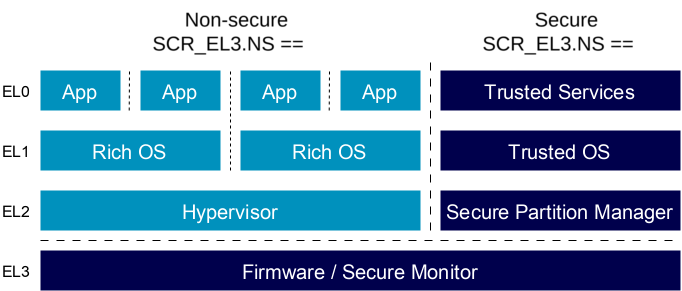 Non-secure
SCR_EL3.NS ==
Secure
SCR_EL3.NS ==
EL0
App
App
App
App
Trusted Services
EL1
Rich OS
Rich OS
Trusted OS
EL2
Hypervisor
Secure Partition Manager
EL3
Firmware / Secure Monitor